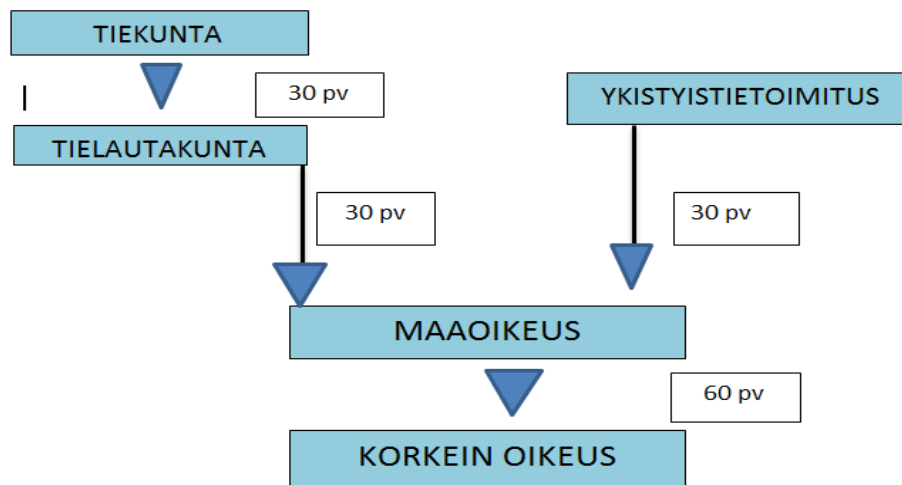 TIEKUNTA
30 pv
YKISTYISTIETOIMITUS
TIELAUTAKUNTA
30 pv
30 pv
MAAOIKEUS
60 pv
KORKEIN OIKEUS